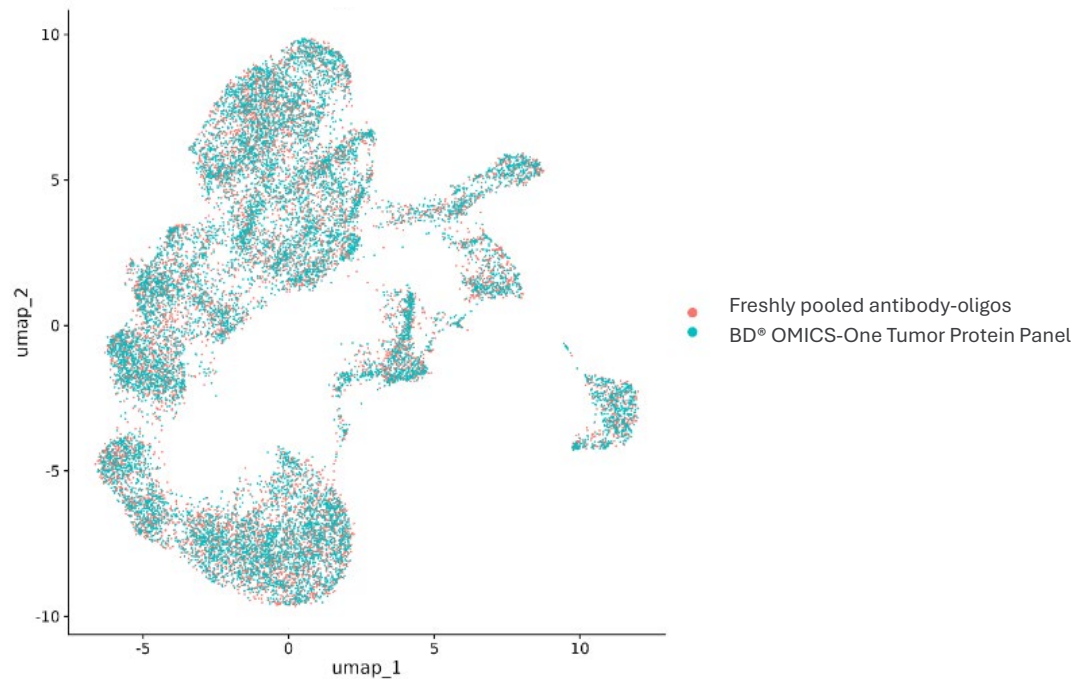 10
5
0
-5
-10
umap_2
-5
0
5
10
umap_1
Freshly pooled antibody-oligos
BD® OMICS-One Tumor Protein Panel